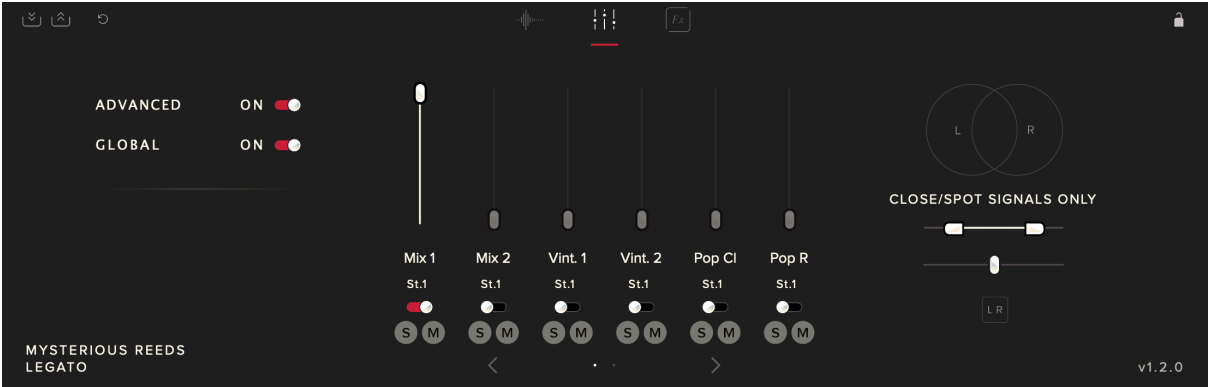 Fx
ADVANCED ON
GLOBAL ON
L R
CLOSE/SPOT SIGNALS ONLY
Mix 1 Mix 2 Vint. 1 Vint. 2 Pop Cl Pop R
St.1 St.1 St.1 St.1 St.1 St.1
S M S M S M S M S M S M
L R
MYSTERIOUS REEDS
LEGATO
v1.2.0